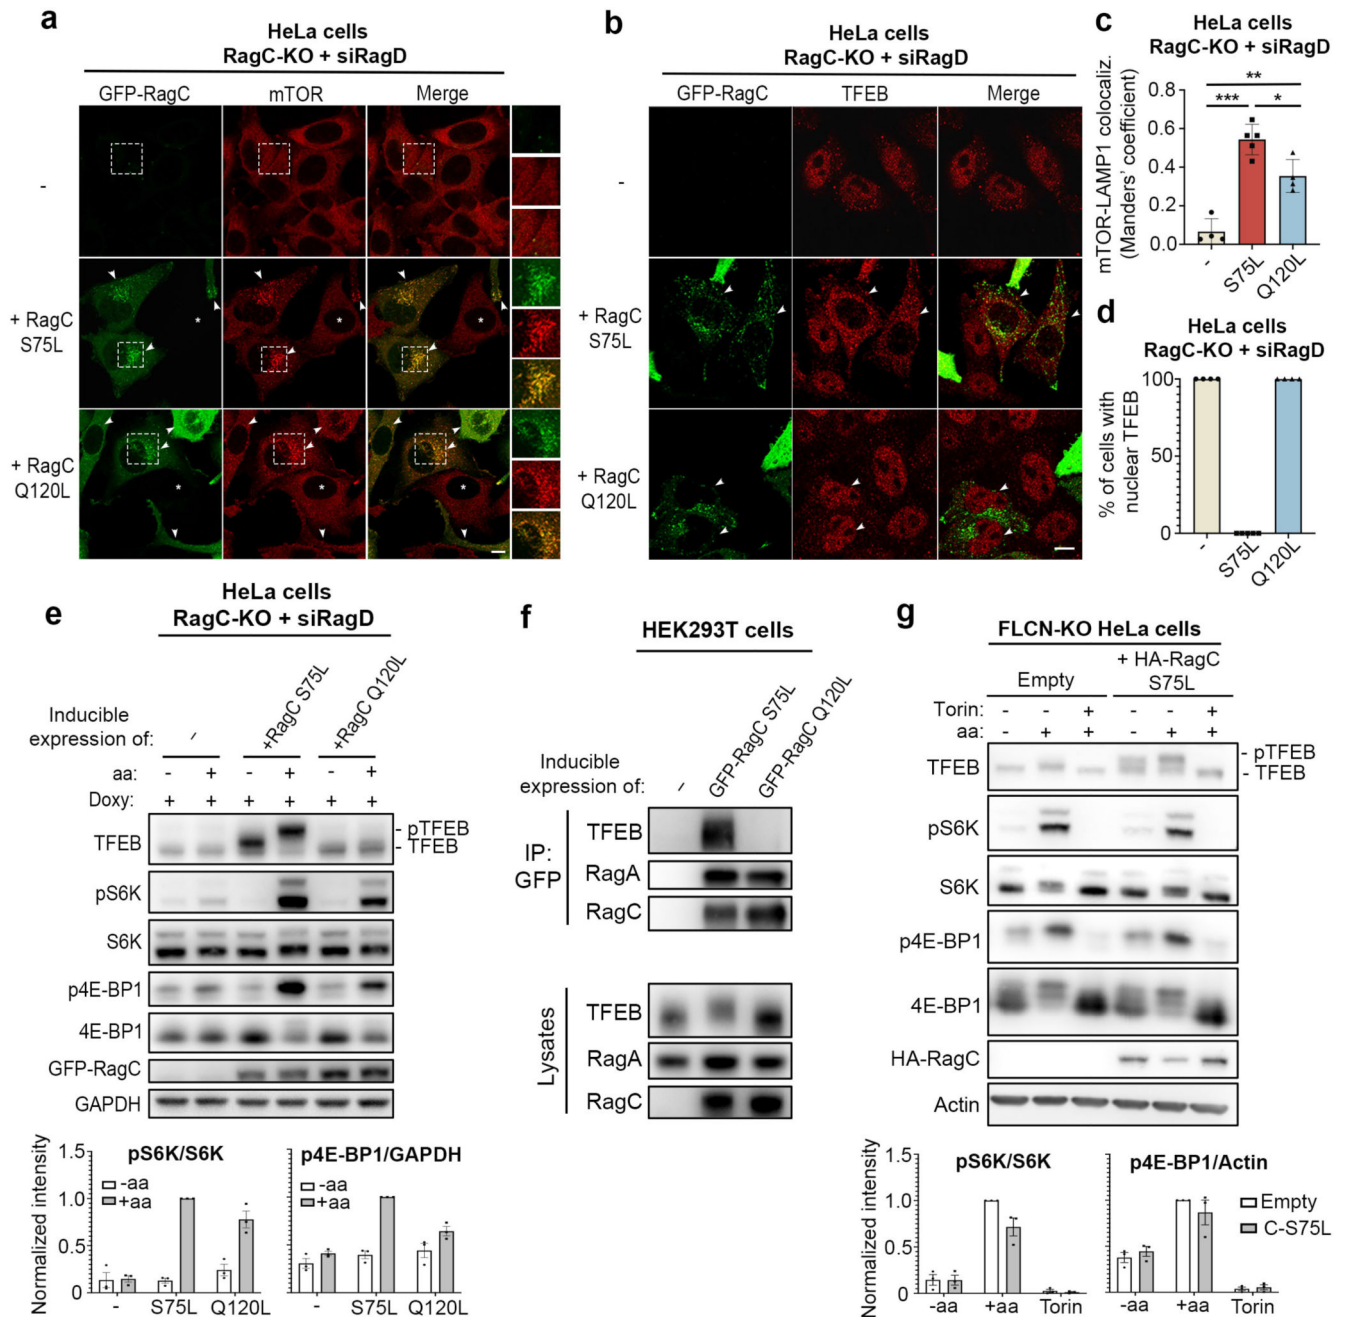 a
HeLa cells
RagC-KO + siRagD
GFP-RagC mTOR Merge
-
+ RagC
S75L
*
*
+ RagC
Q120L
*
*
b
HeLa cells
RagC-KO + siRagD
GFP-RagC TFEB Merge
-
+ RagC
S75L
+ RagC
Q120L
c
HeLa cells
RagC-KO + siRagD
mTOR-LAMP1 colocaliz.
(Manders' coefficient)
0.8
0.6
0.4
0.2
0.0
**
*** *
- S75L Q120L
d
HeLa cells
RagC-KO + siRagD
% of cells with
nuclear TFEB
100
50
0
- S75L Q120L
e
HeLa cells
RagC-KO + siRagD
Inducible
expression of:
- +RagC S75L +RagC Q120L
aa: - + - + - +
Doxy: + + + + + +
TFEB
- pTFEB
- TFEB
pS6K
S6K
p4E-BP1
4E-BP1
GFP-RagC
GAPDH
Normalized intensity
1.5
1.0
0.5
0
pS6K/S6K
-aa
+aa
- S75L Q120L
p4E-BP1/GAPDH
-aa
+aa
- S75L Q120L
f
HEK293T cells
Inducible
expression of:
- GFP-RagC S75L GFP-RagC Q120L
IP:
GFP
TFEB
RagA
RagC
Lysates
TFEB
RagA
RagC
g
FLCN-KO HeLa cells
Empty
+ HA-RagC
S75L
Torin: - - + - - +
aa: - + + - + +
TFEB
- pTFEB
- TFEB
pS6K
S6K
p4E-BP1
4E-BP1
HA-RagC
Actin
Normalized intensity
1.5
1.0
0.5
0
pS6K/S6K
-aa +aa Torin
p4E-BP1/Actin
Empty
C-S75L
-aa +aa Torin